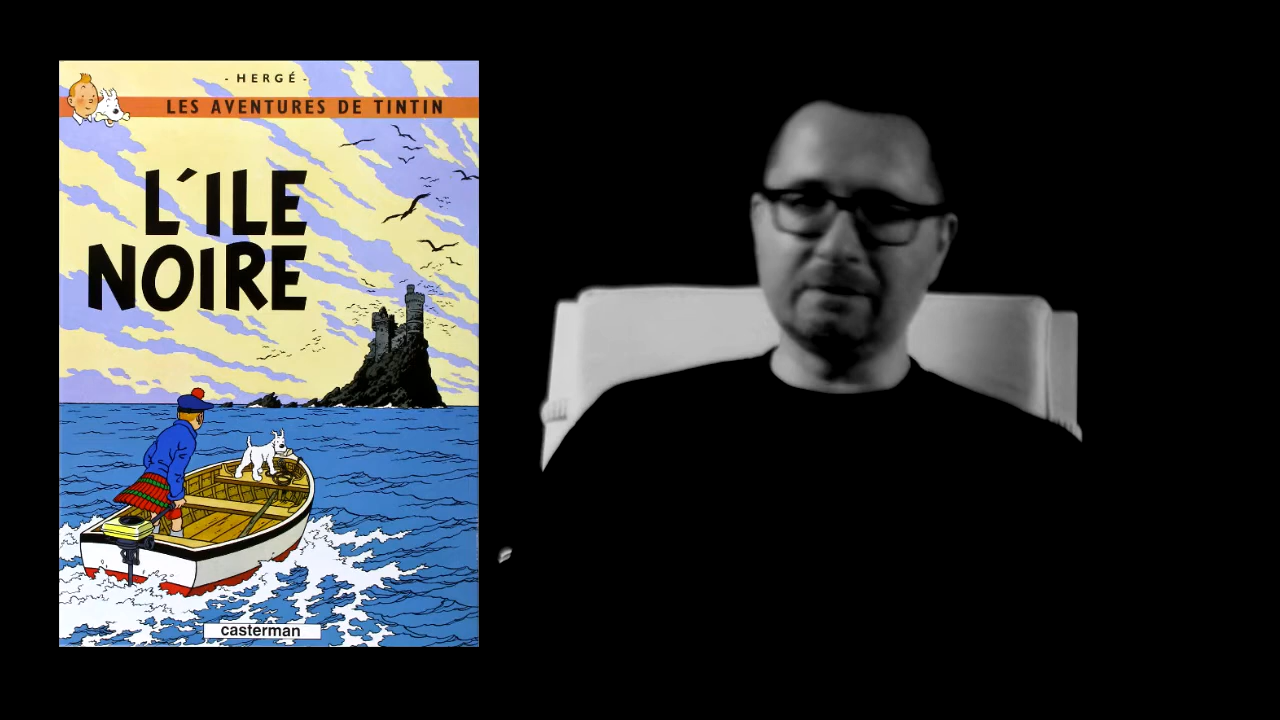 - HERGÉ -
LES AVENTURES DE TINTIN
L'ILE
NOIRE
casterman